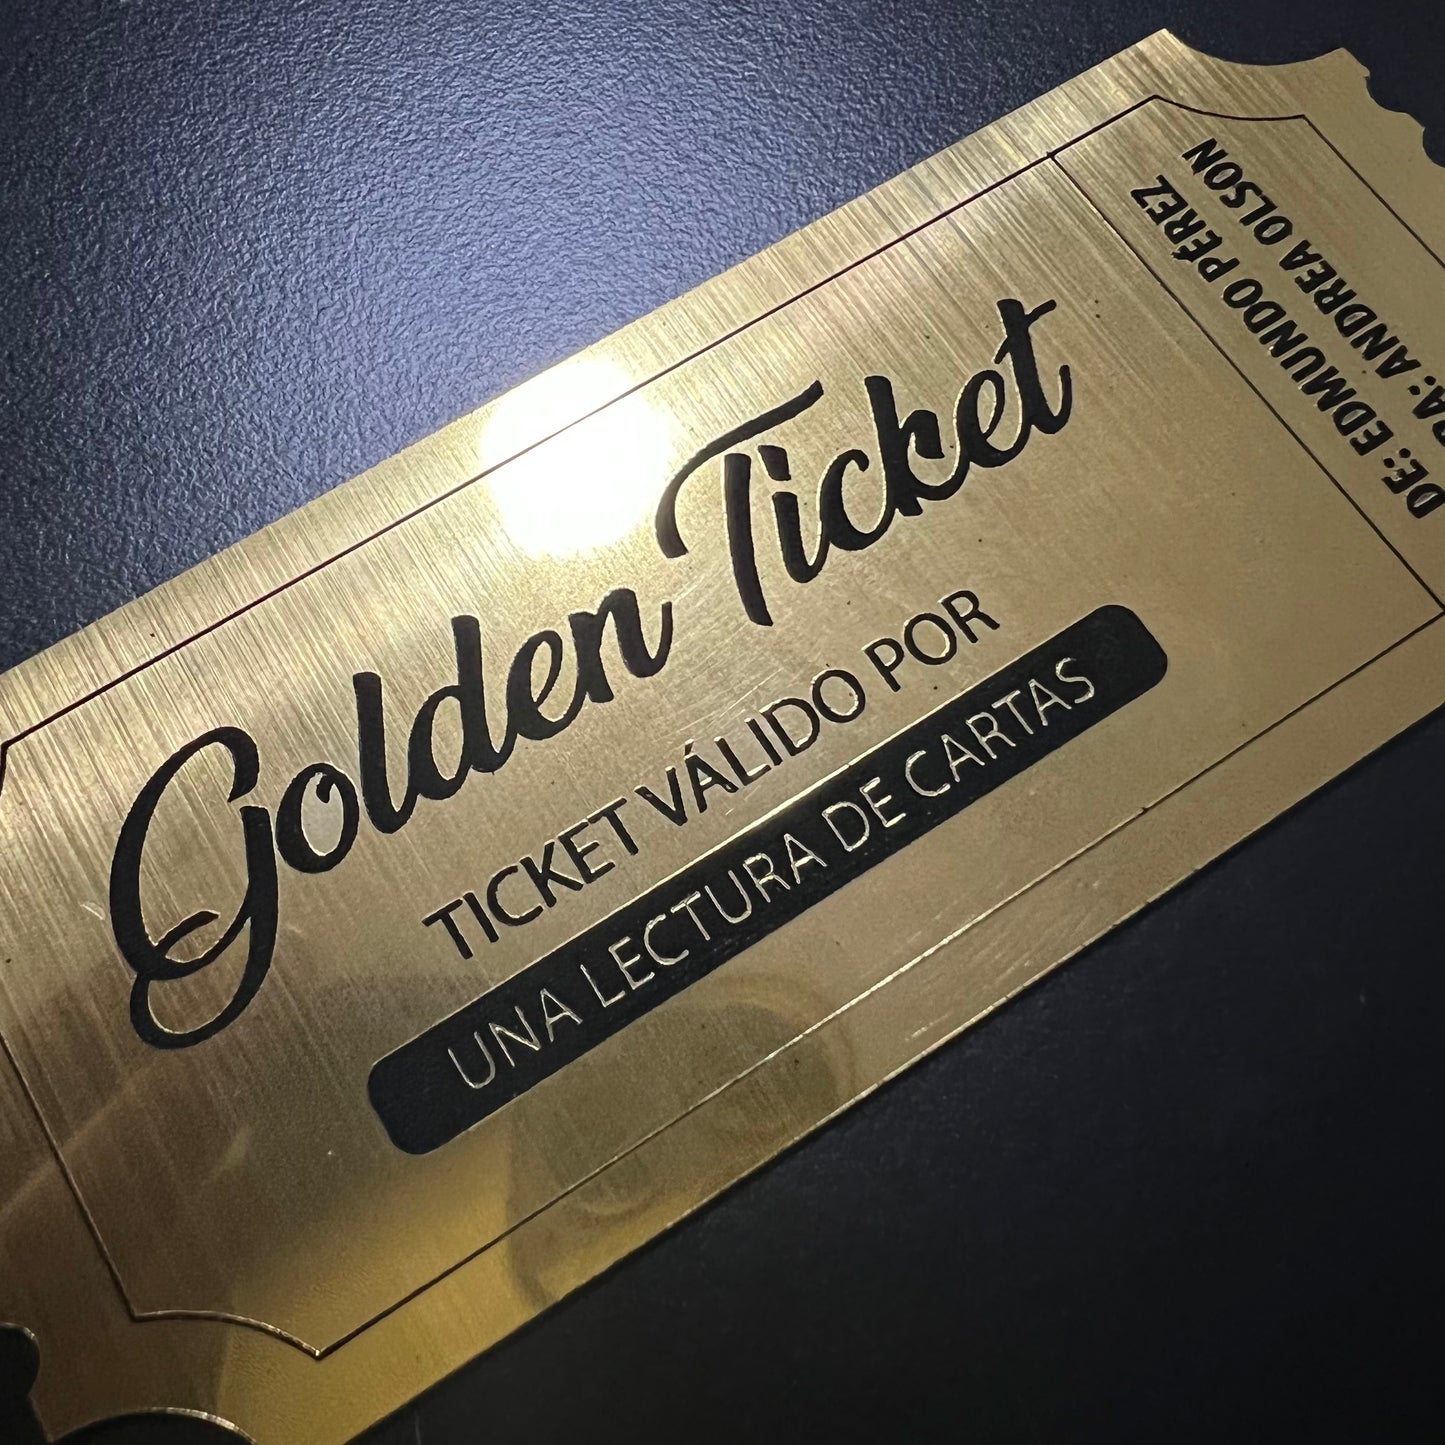 Golden Ticket
TICKET VÁLIDO POR
UNA LECTURA DE CARTAS
DE: EDMUNDO PÉREZ
ANDREA OLSON